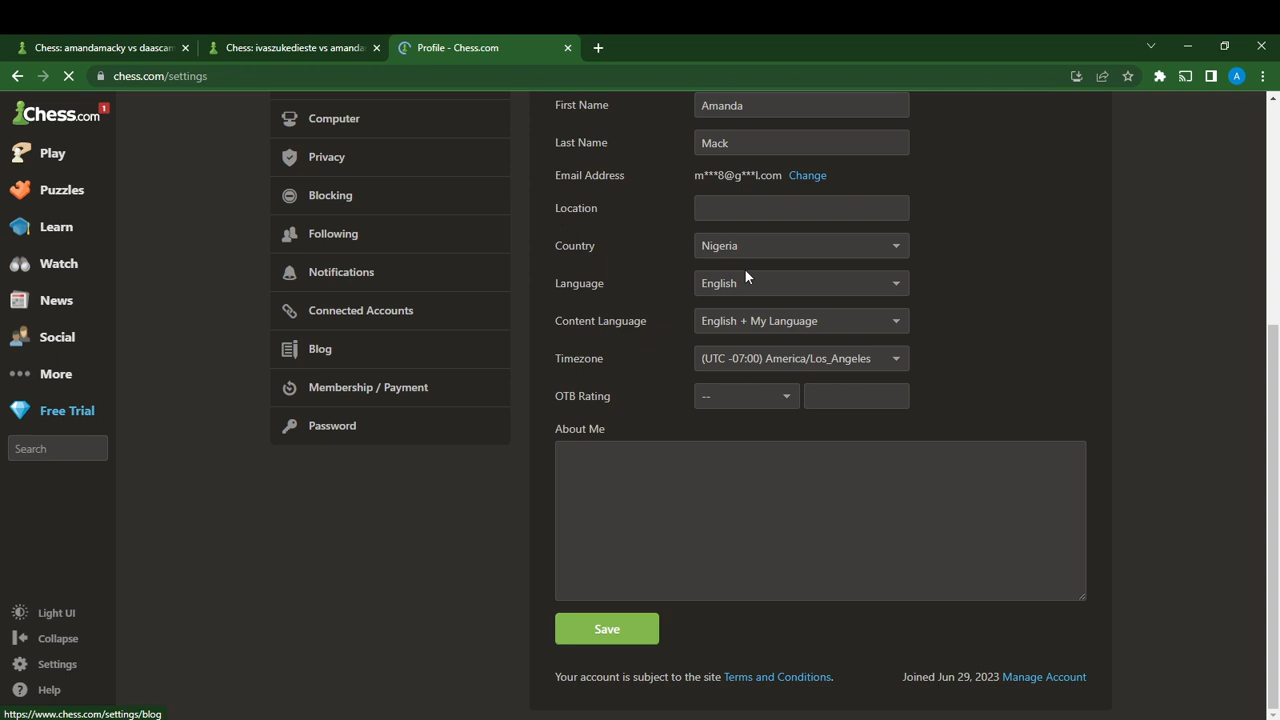 Chess: amandamacky vs daascam
Chess: ivaszukedieste vs amanda
Profile - Chess.com
chess.com/settings
A
Chess.com
1
Play
Puzzles
Learn
Watch
News
Social
More
Free Trial
Search
Light UI
Collapse
Settings
Help
https://www.chess.com/settings/blog
Computer
Privacy
Blocking
Following
Notifications
Connected Accounts
Blog
Membership / Payment
Password
First Name Amanda
Last Name Mack
Email Address m***8@g***l.com Change
Location
Country Nigeria
Language English
Content Language English + My Language
Timezone (UTC -07:00) America/Los_Angeles
OTB Rating --
About Me
Save
Your account is subject to the site Terms and Conditions. Joined Jun 29, 2023 Manage Account